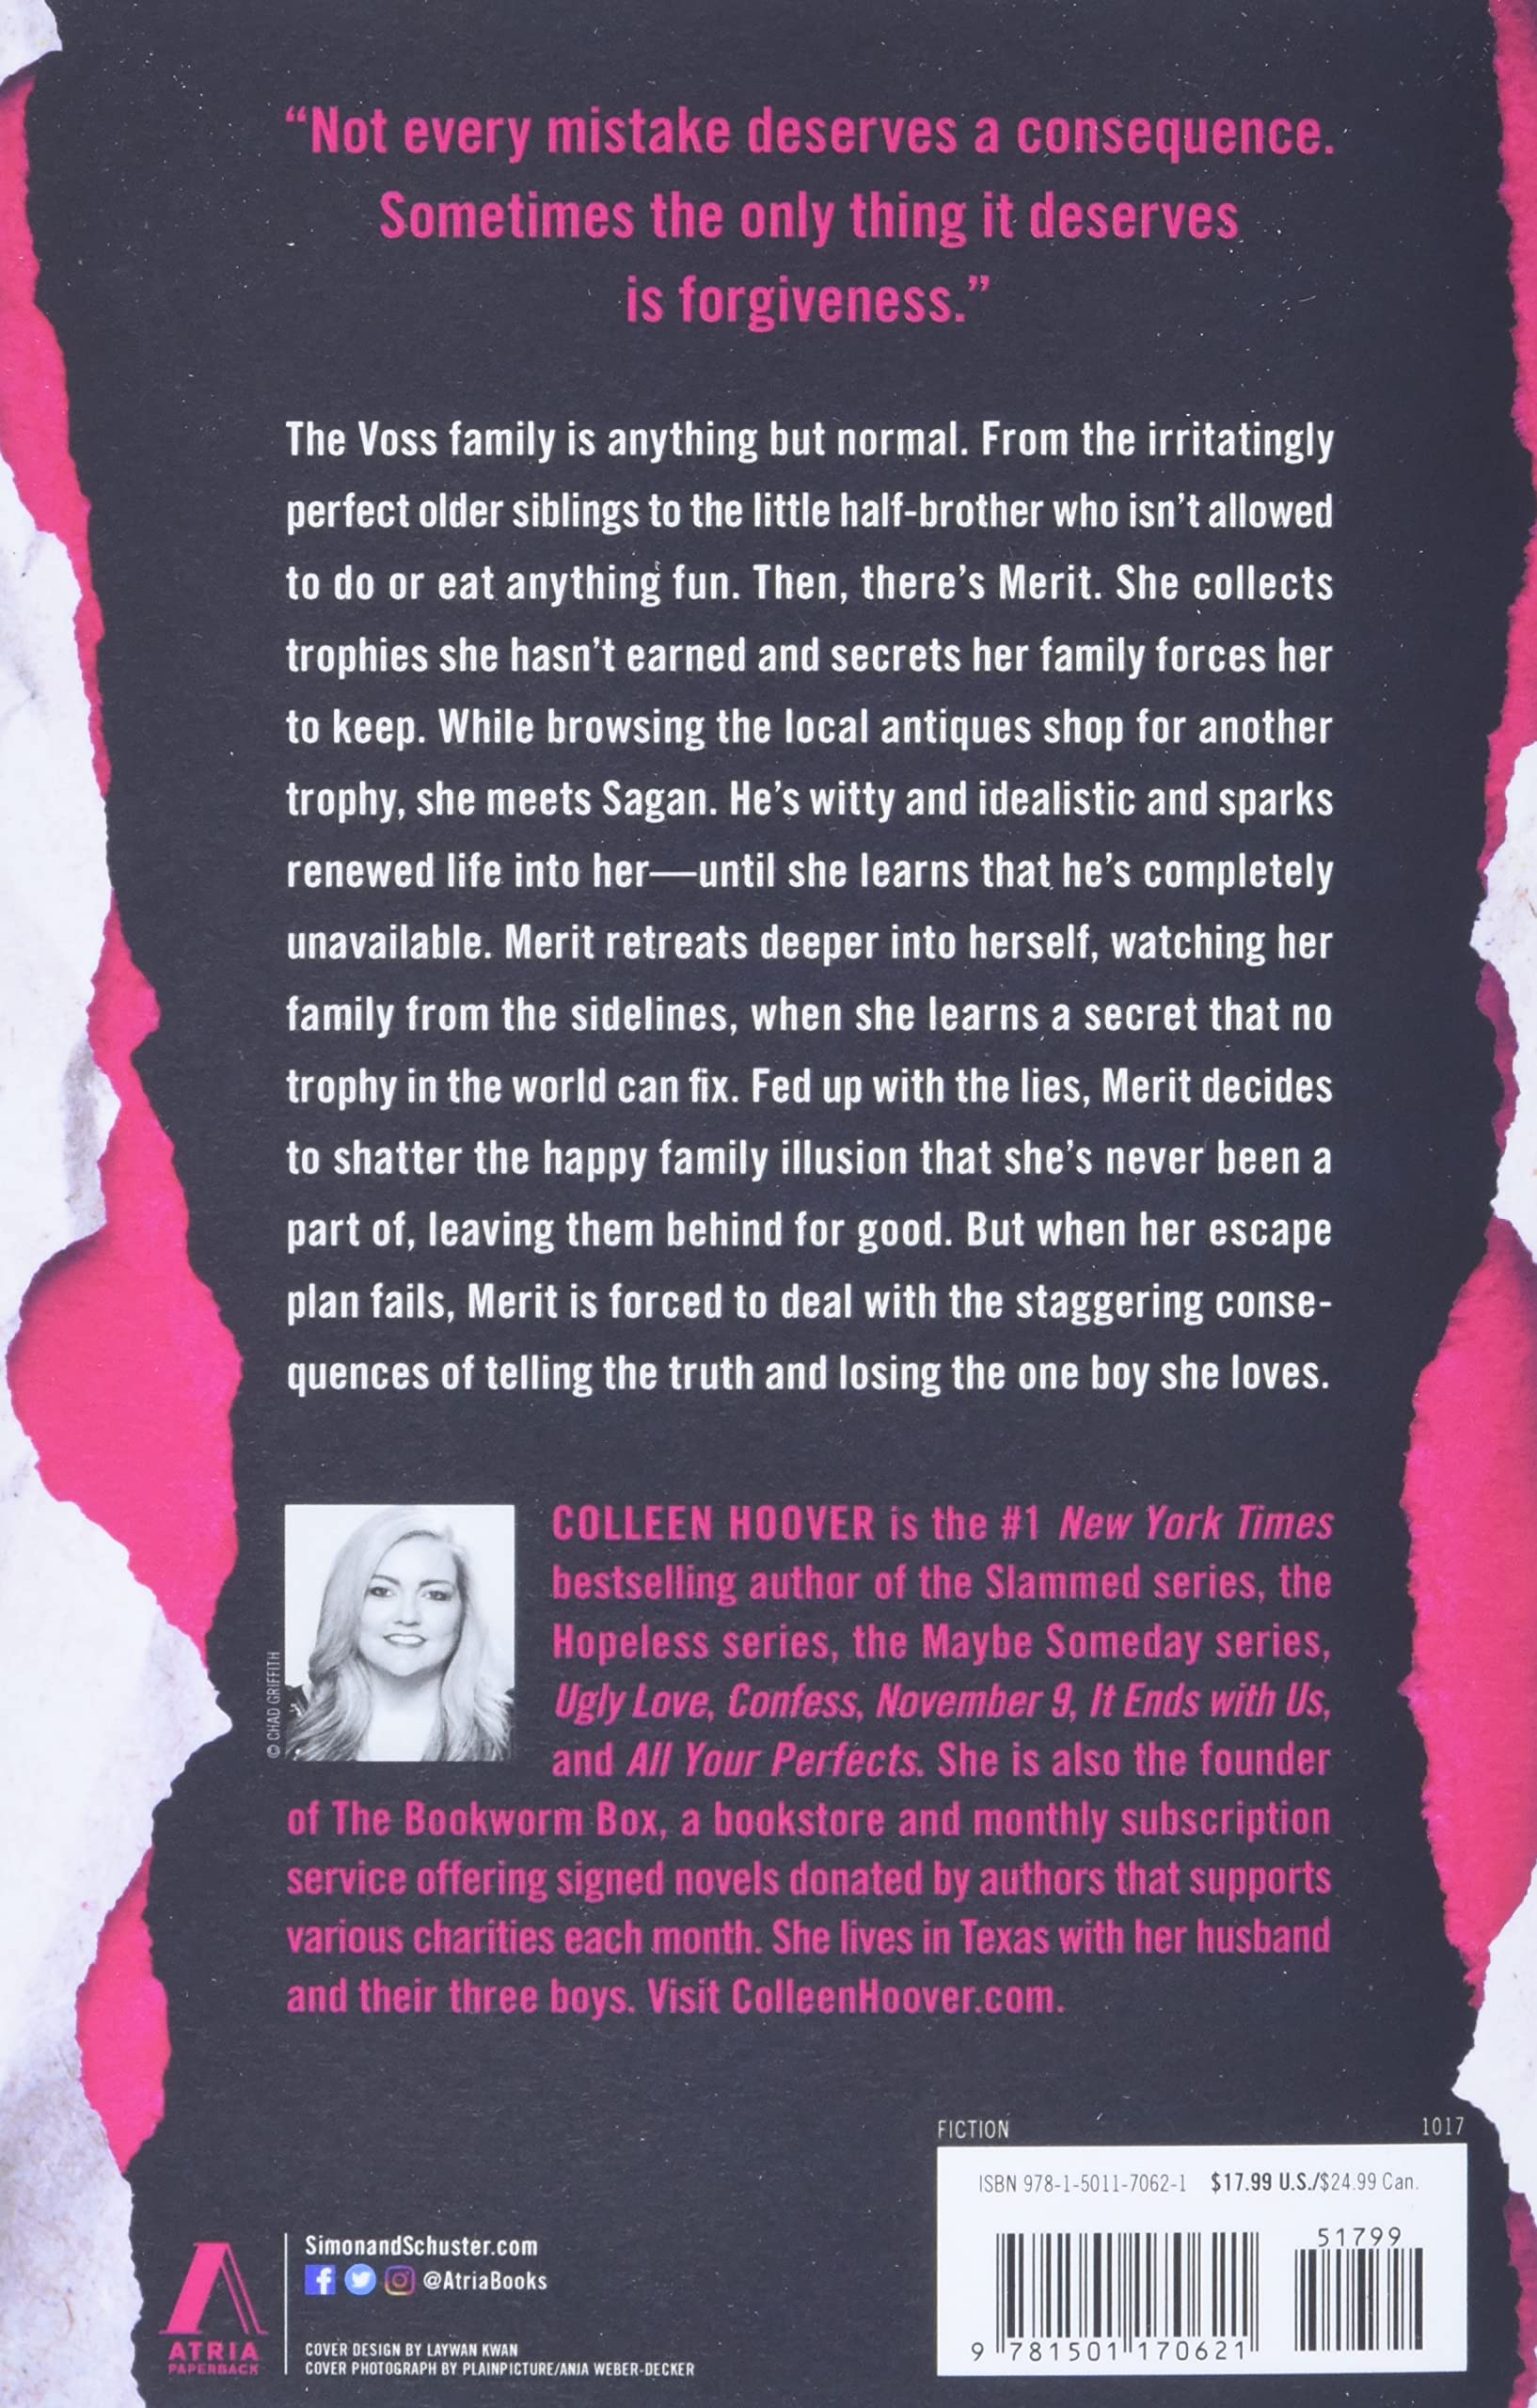 “Not every mistake deserves a consequence.
Sometimes the only thing it deserves
is forgiveness.”
The Voss family is anything but normal. From the irritatingly
perfect older siblings to the little half-brother who isn’t allowed
to do or eat anything fun. Then, there’s Merit. She collects
trophies she hasn’t earned and secrets her family forces her
to keep. While browsing the local antiques shop for another
trophy, she meets Sagan. He’s witty and idealistic and sparks
renewed life into her—until she learns that he’s completely
unavailable. Merit retreats deeper into herself, watching her
family from the sidelines, when she learns a secret that no
trophy in the world can fix. Fed up with the lies, Merit decides
to shatter the happy family illusion that she’s never been a
part of, leaving them behind for good. But when her escape
plan fails, Merit is forced to deal with the staggering conse-
quences of telling the truth and losing the one boy she loves.
© CHAD GRIFFITH
COLLEEN HOOVER is the #1 New York Times
bestselling author of the Slammed series, the
Hopeless series, the Maybe Someday series,
Ugly Love, Confess, November 9, It Ends with Us,
and All Your Perfects. She is also the founder
of The Bookworm Box, a bookstore and monthly subscription
service offering signed novels donated by authors that supports
various charities each month. She lives in Texas with her husband
and their three boys. Visit ColleenHoover.com.
FICTION 1017
ISBN 978-1-5011-7062-1 $17.99 U.S./$24.99 Can.
51799
9 781501 170621
ATRIA
PAPERBACK
SimonandSchuster.com
@AtriaBooks
COVER DESIGN BY LAYWAN KWAN
COVER PHOTOGRAPH BY PLAINPICTURE/ANJA WEBER-DECKER